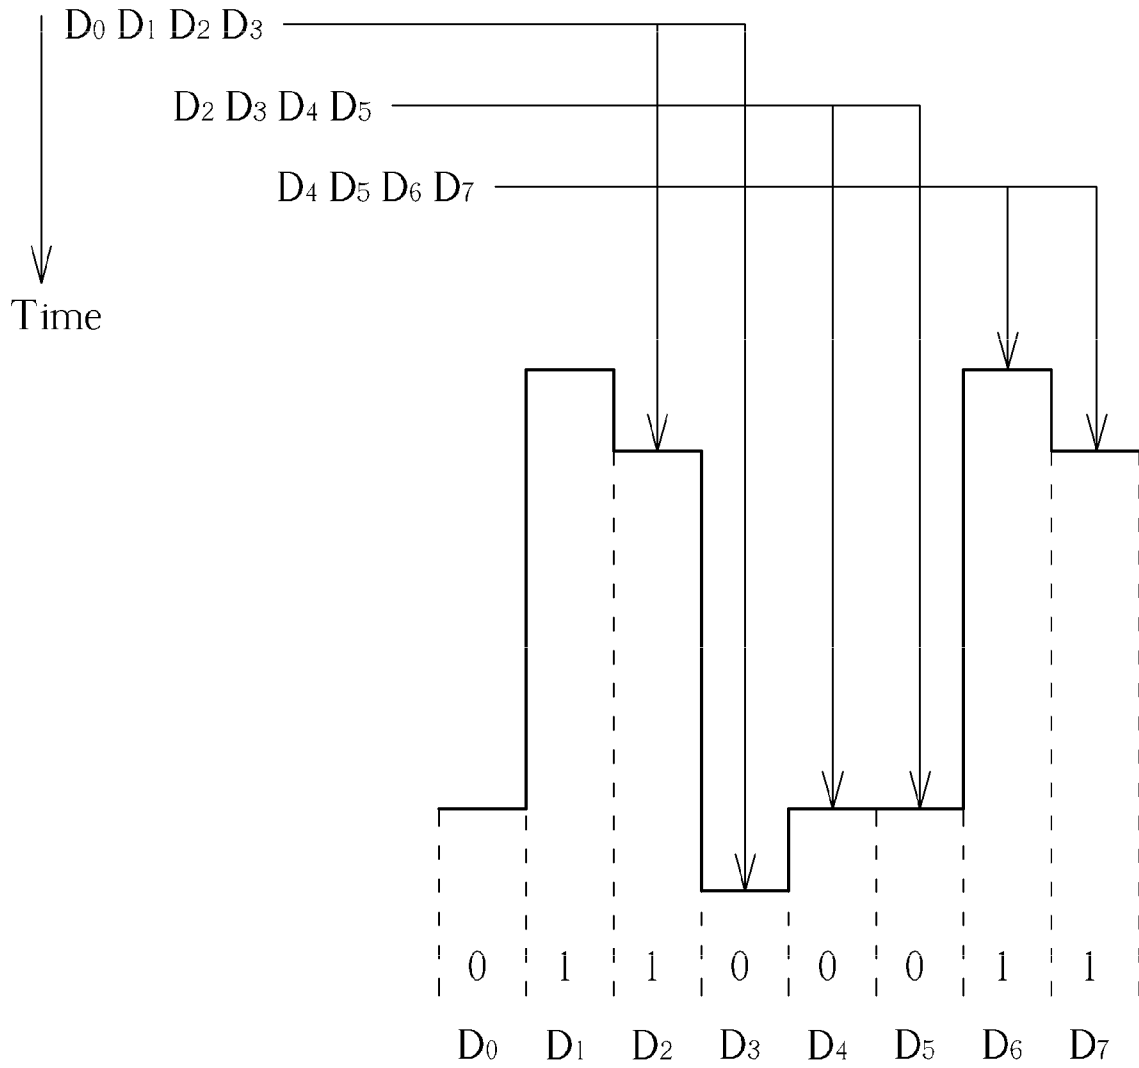 D₀ D₁ D₂ D₃
D₂ D₃ D₄ D₅
D₄ D₅ D₆ D₇
Time
0 1 1 0 0 0 1 1
D₀ D₁ D₂ D₃ D₄ D₅ D₆ D₇